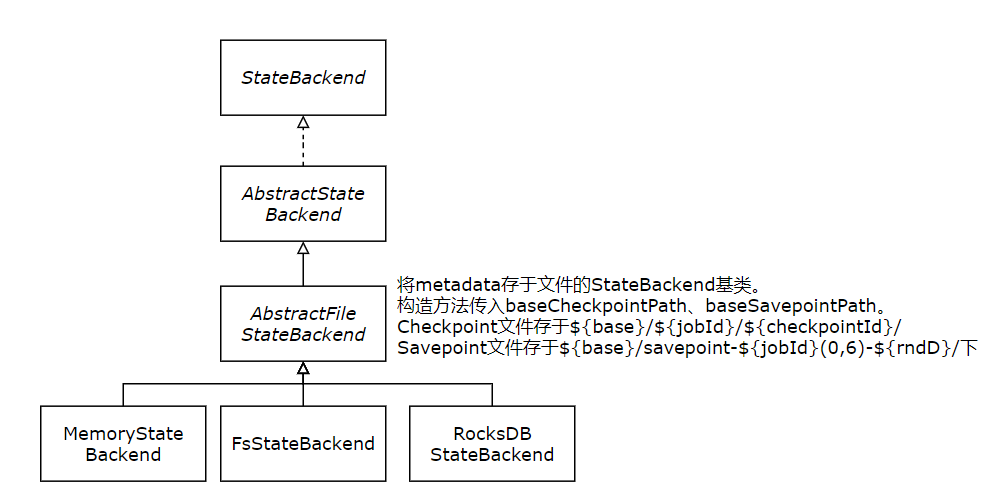 StateBackend
AbstractState
Backend
AbstractFile
StateBackend
将metadata存于文件的StateBackend基类。
构造方法传入baseCheckpointPath、baseSavepointPath。
Checkpoint文件存于${base}/${jobId}/${checkpointId}/
Savepoint文件存于${base}/savepoint-${jobId}(0,6)-${rndD}/下
MemoryState
Backend
FsStateBackend
RocksDB
StateBackend